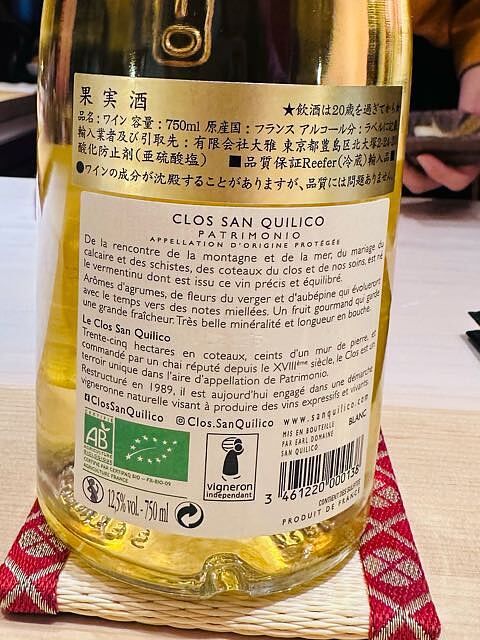 果実酒 ★飲酒は20歳を過ぎてから
品名：ワイン 容量：750ml 原産国：フランス アルコール分：ラベルに記載
輸入業者及び引取先：有限会社大雅 東京都豊島区北大塚
酸化防止剤(亜硫酸塩) ■品質保証Reefer(冷蔵)輸入品■
●ワインの成分が沈殿することがありますが、品質には問題ありません。
CLOS SAN QUILICO
PATRIMONIO
APPELLATION D'ORIGINE PROTÉGÉE
De la rencontre de la montagne et de la mer, du mariage du
calcaire et des schistes, des coteaux du clos et de nos soins, est né
le vermentinu dont est issu ce vin précis et équilibré.
Arômes d'agrumes, de fleurs du verger et d'aubépine qui évolueront
avec le temps vers des notes miellées. Un fruit gourmand qui garde
une grande fraîcheur. Très belle minéralité et longueur en bouche.
Le Clos San Quilico
Trente-cinq hectares en coteaux, ceints d'un mur de pierre, et
commandé par un chai réputé depuis le XVIIIème siècle, le Clos est un
terroir unique dans l'aire d'appellation de Patrimonio.
Restructuré en 1989, il est aujourd'hui engagé dans une démarche
vigneronne naturelle visant à produire des vins expressifs et vivants.
ClosSanQuilico Clos.SanQuilico www.sanquilico.com
MIS EN BOUTEILLE BLANC
PAR EARL DOMAINE
SAN QUILICO
AB
AGRICULTURE BIOLOGIQUE
CERTIFIÉ PAR CERTIPAQ BIO - FR-BIO-09
AGRICULTURE FRANCE
vigneron
indépendant
3 461220 000138
CONTIENT DES SULFITES
PRODUIT DE FRANCE
12,5% vol - 750 ml